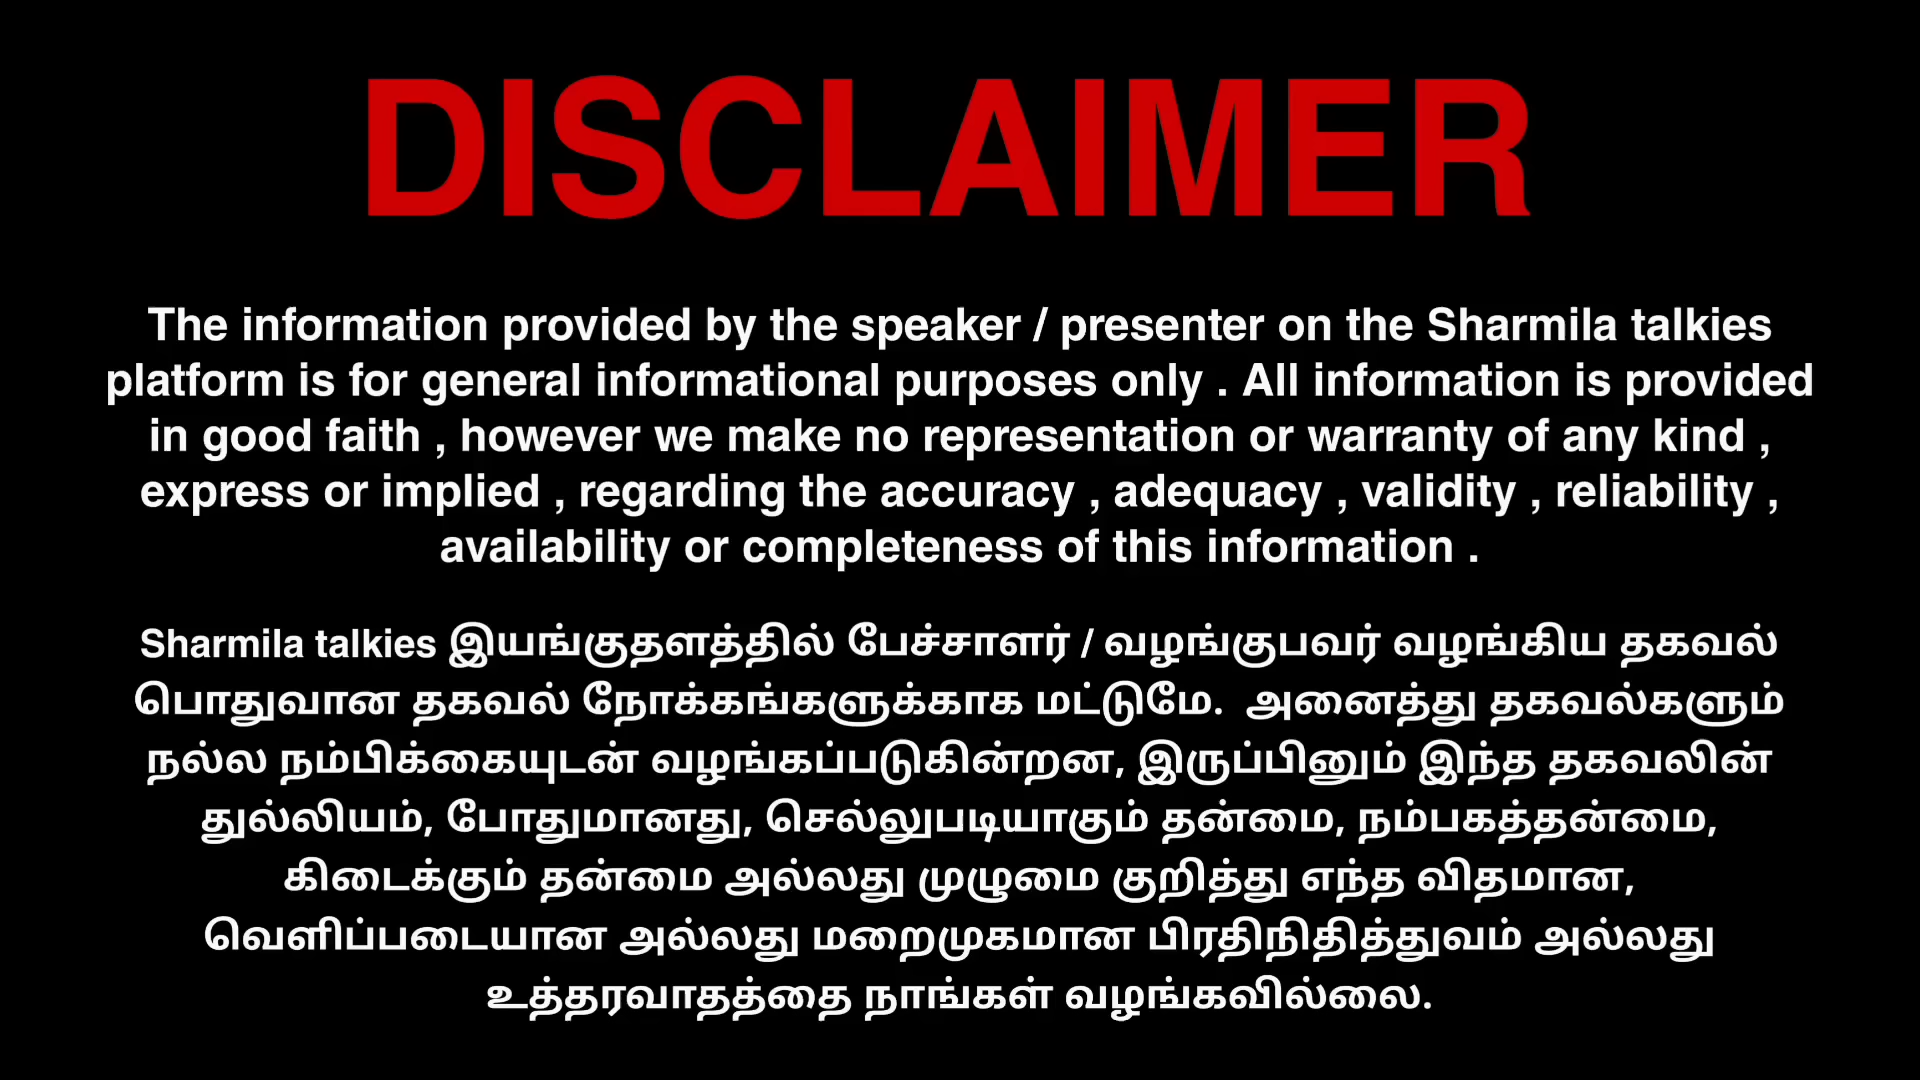 DISCLAIMER
The information provided by the speaker / presenter on the Sharmila talkies
platform is for general informational purposes only . All information is provided
in good faith , however we make no representation or warranty of any kind ,
express or implied , regarding the accuracy , adequacy , validity , reliability ,
availability or completeness of this information .
Sharmila talkies இயங்குதளத்தில் பேச்சாளர் / வழங்குபவர் வழங்கிய தகவல்
பொதுவான தகவல் நோக்கங்களுக்காக மட்டுமே.  அனைத்து தகவல்களும்
நல்ல நம்பிக்கையுடன் வழங்கப்படுகின்றன, இருப்பினும் இந்த தகவலின்
துல்லியம், போதுமானது, செல்லுபடியாகும் தன்மை, நம்பகத்தன்மை,
கிடைக்கும் தன்மை அல்லது முழுமை குறித்து எந்த விதமான,
வெளிப்படையான அல்லது மறைமுகமான பிரதிநிதித்துவம் அல்லது
உத்தரவாதத்தை நாங்கள் வழங்கவில்லை.